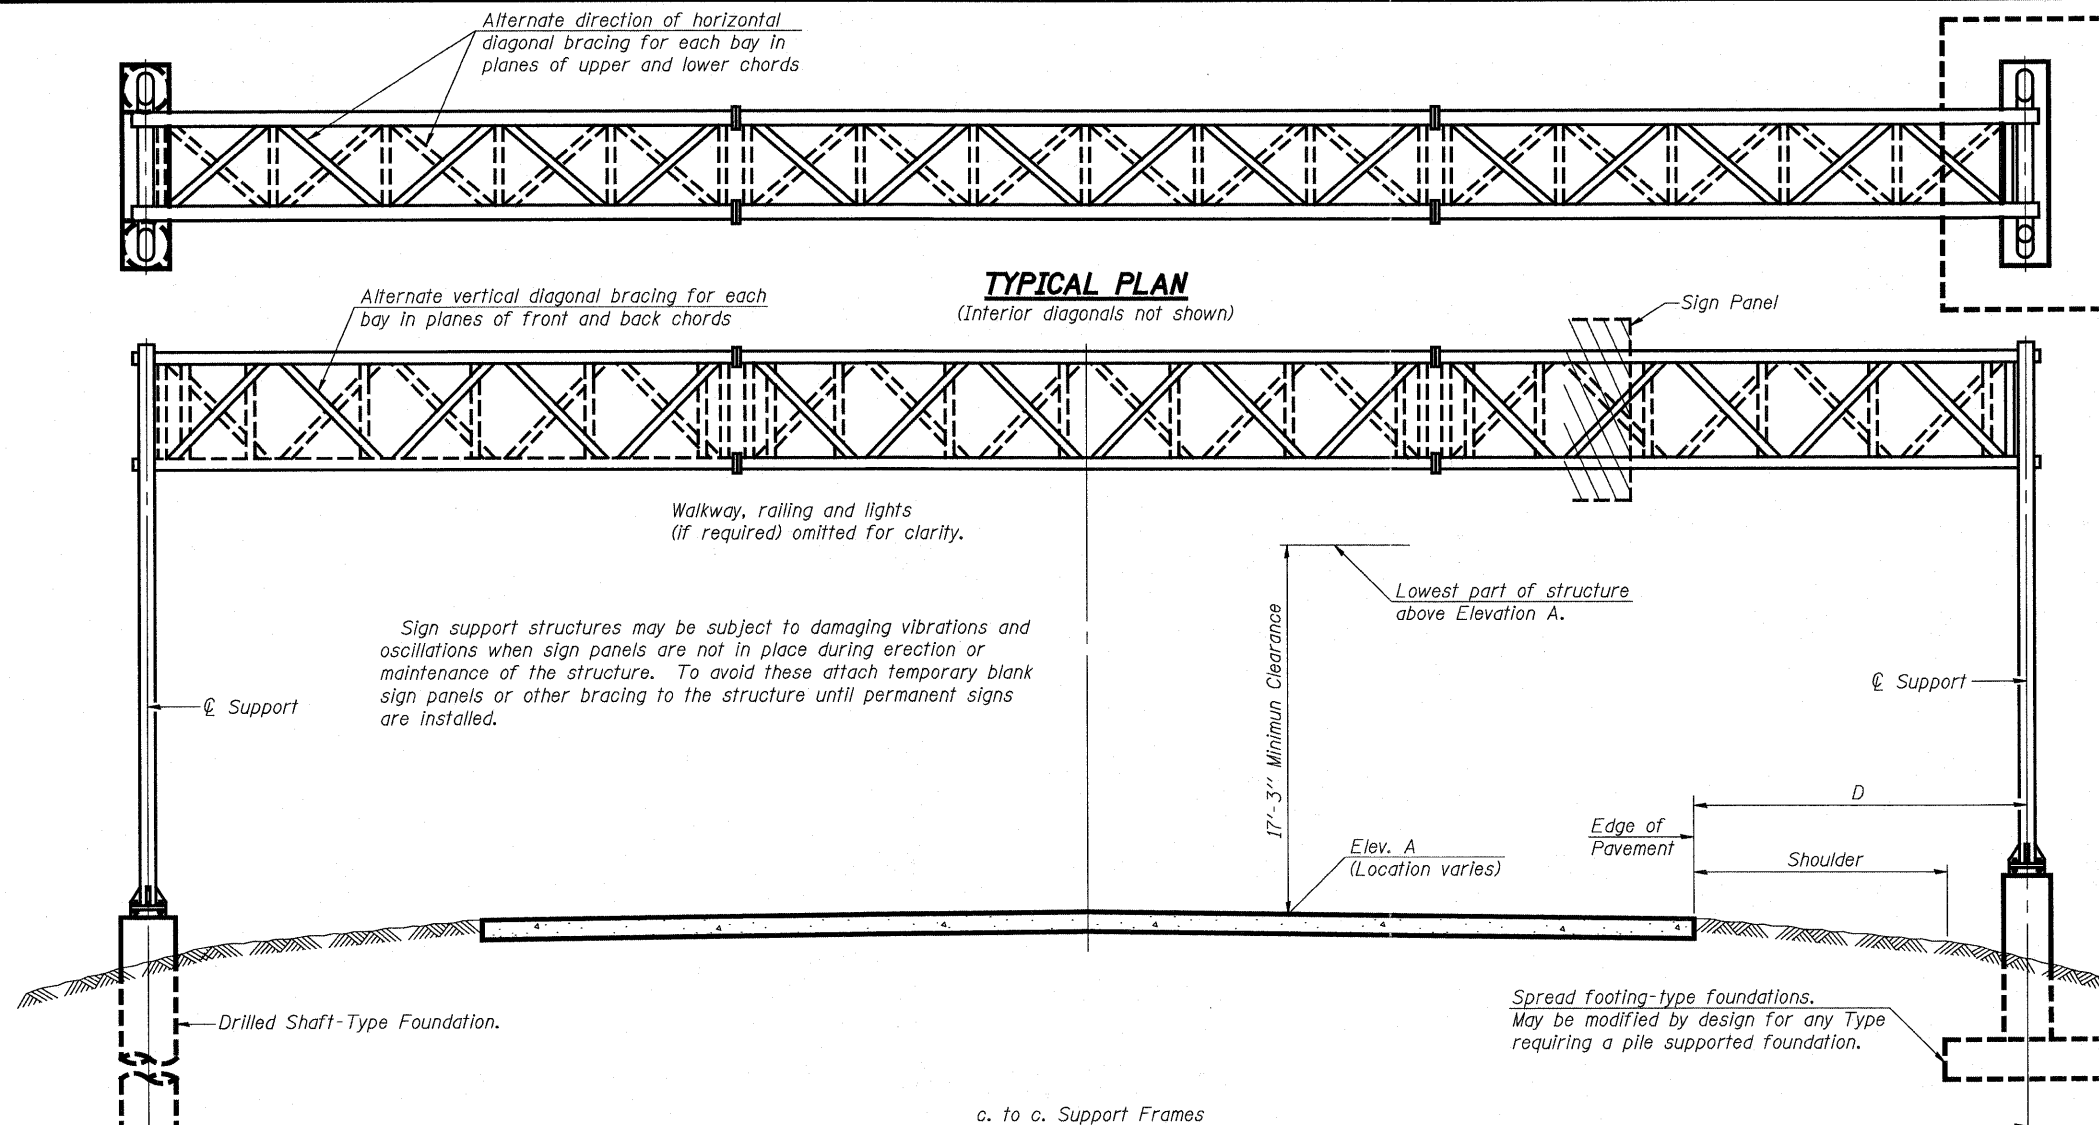 Alternate direction of horizontal
diagonal bracing for each bay in
planes of upper and lower chords
TYPICAL PLAN
(Interior diagonals not shown)
Alternate vertical diagonal bracing for each
bay in planes of front and back chords
Sign Panel
Walkway, railing and lights
(if required) omitted for clarity.
Lowest part of structure
above Elevation A.
Sign support structures may be subject to damaging vibrations and
oscillations when sign panels are not in place during erection or
maintenance of the structure. To avoid these attach temporary blank
sign panels or other bracing to the structure until permanent signs
are installed.
℄ Support
℄ Support
17'-3" Minimun Clearance
D
Edge of
Pavement
Shoulder
Elev. A
(Location varies)
Drilled Shaft-Type Foundation.
Spread footing-type foundations.
May be modified by design for any Type
requiring a pile supported foundation.
c. to c. Support Frames